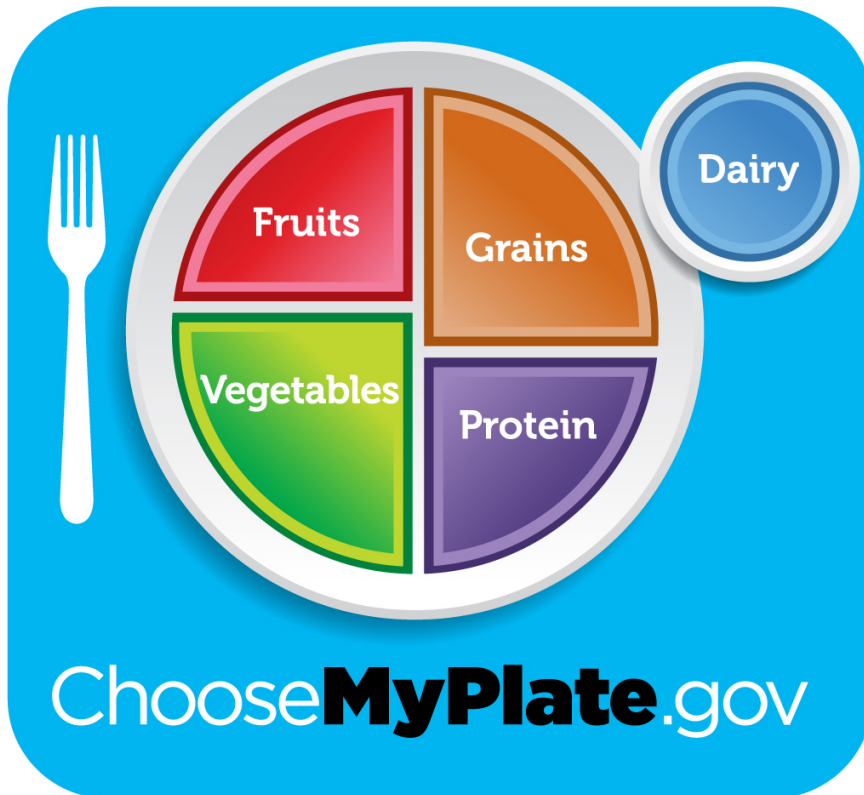 Fruits
Grains
Dairy
Vegetables
Protein
ChooseMyPlate.gov